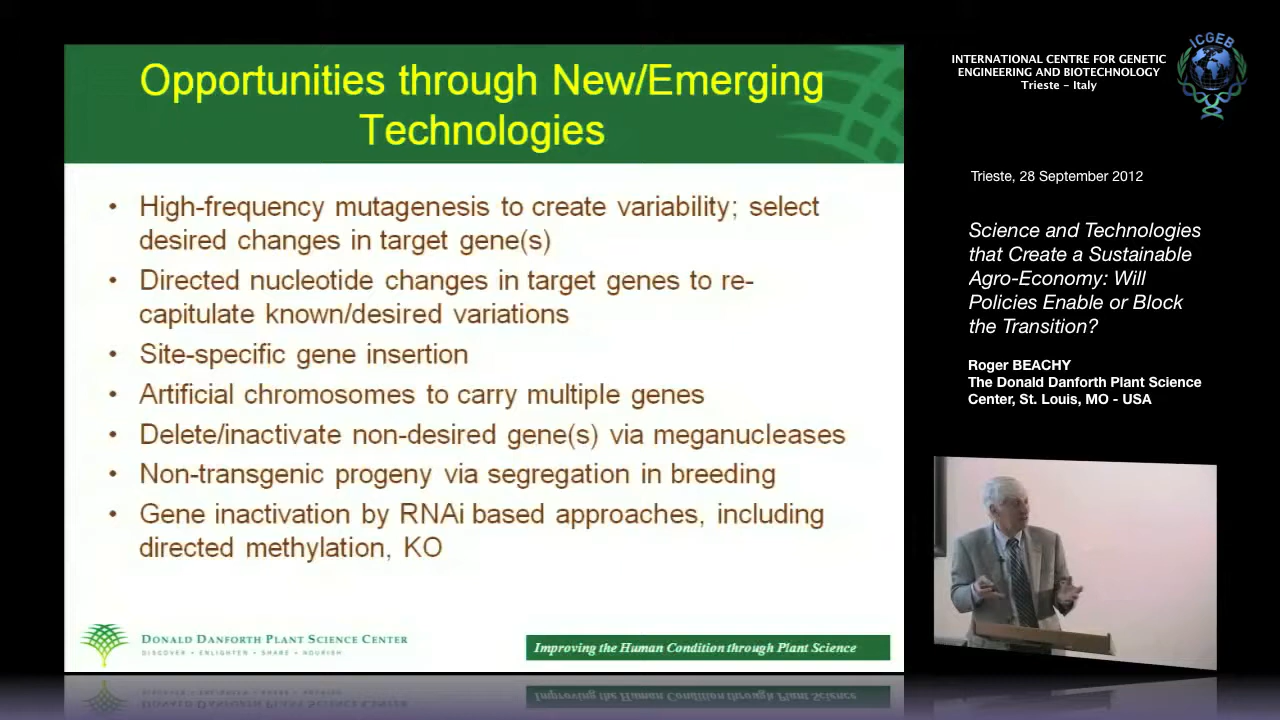 Opportunities through New/Emerging
Technologies
• High-frequency mutagenesis to create variability; select
desired changes in target gene(s)
• Directed nucleotide changes in target genes to re-
capitulate known/desired variations
• Site-specific gene insertion
• Artificial chromosomes to carry multiple genes
• Delete/inactivate non-desired gene(s) via meganucleases
• Non-transgenic progeny via segregation in breeding
• Gene inactivation by RNAi based approaches, including
directed methylation, KO
DONALD DANFORTH PLANT SCIENCE CENTER
DISCOVER • ENLIGHTEN • SHARE • NOURISH
Improving the Human Condition through Plant Science
INTERNATIONAL CENTRE FOR GENETIC
ENGINEERING AND BIOTECHNOLOGY
Trieste - Italy
ICGEB
Trieste, 28 September 2012
Science and Technologies
that Create a Sustainable
Agro-Economy: Will
Policies Enable or Block
the Transition?
Roger BEACHY
The Donald Danforth Plant Science
Center, St. Louis, MO - USA